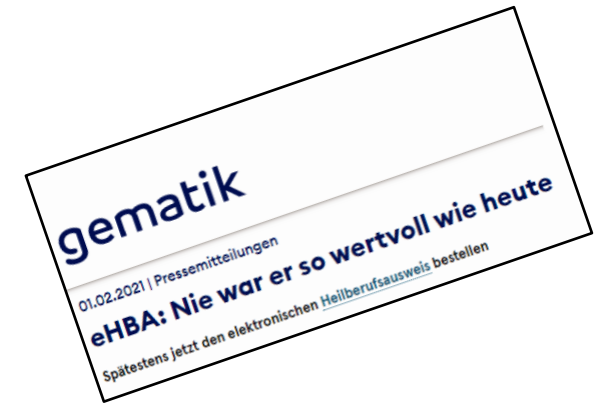 gematik
01.02.2021 | Pressemitteilungen
eHBA: Nie war er so wertvoll wie heute
Spätestens jetzt den elektronischen Heilberufsausweis bestellen